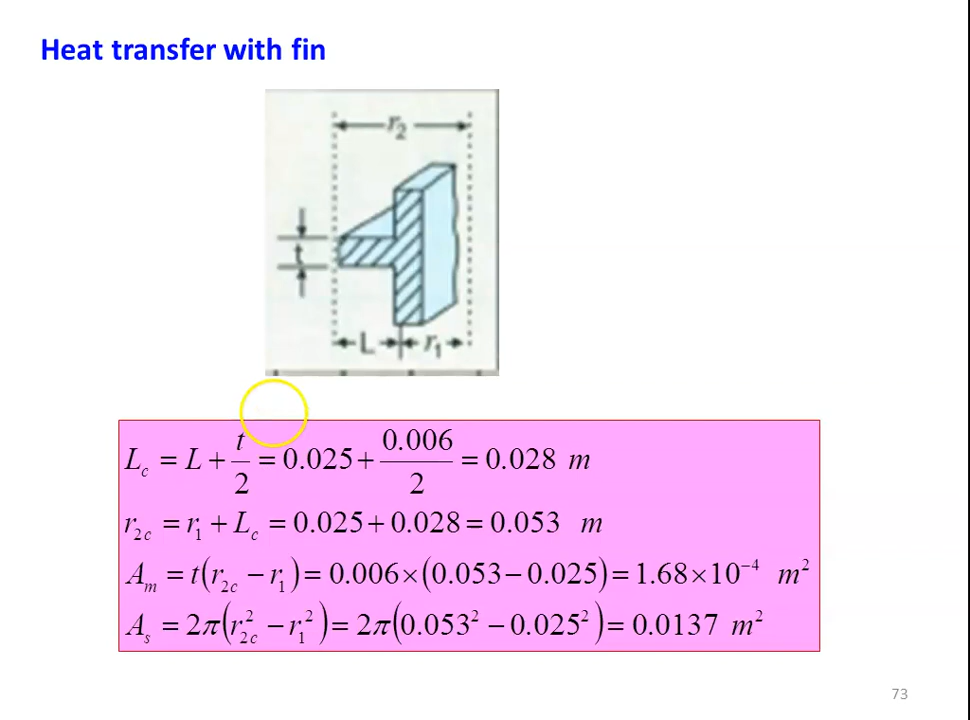 Heat transfer with fin
r₂
t
L r₁
L_c = L + t/2 = 0.025 + 0.006/2 = 0.028 m
r_2c = r₁ + L_c = 0.025 + 0.028 = 0.053 m
A_m = t(r_2c − r₁) = 0.006×(0.053 − 0.025) = 1.68×10⁻⁴ m²
A_s = 2π(r²_2c − r₁²) = 2π(0.053² − 0.025²) = 0.0137 m²
73